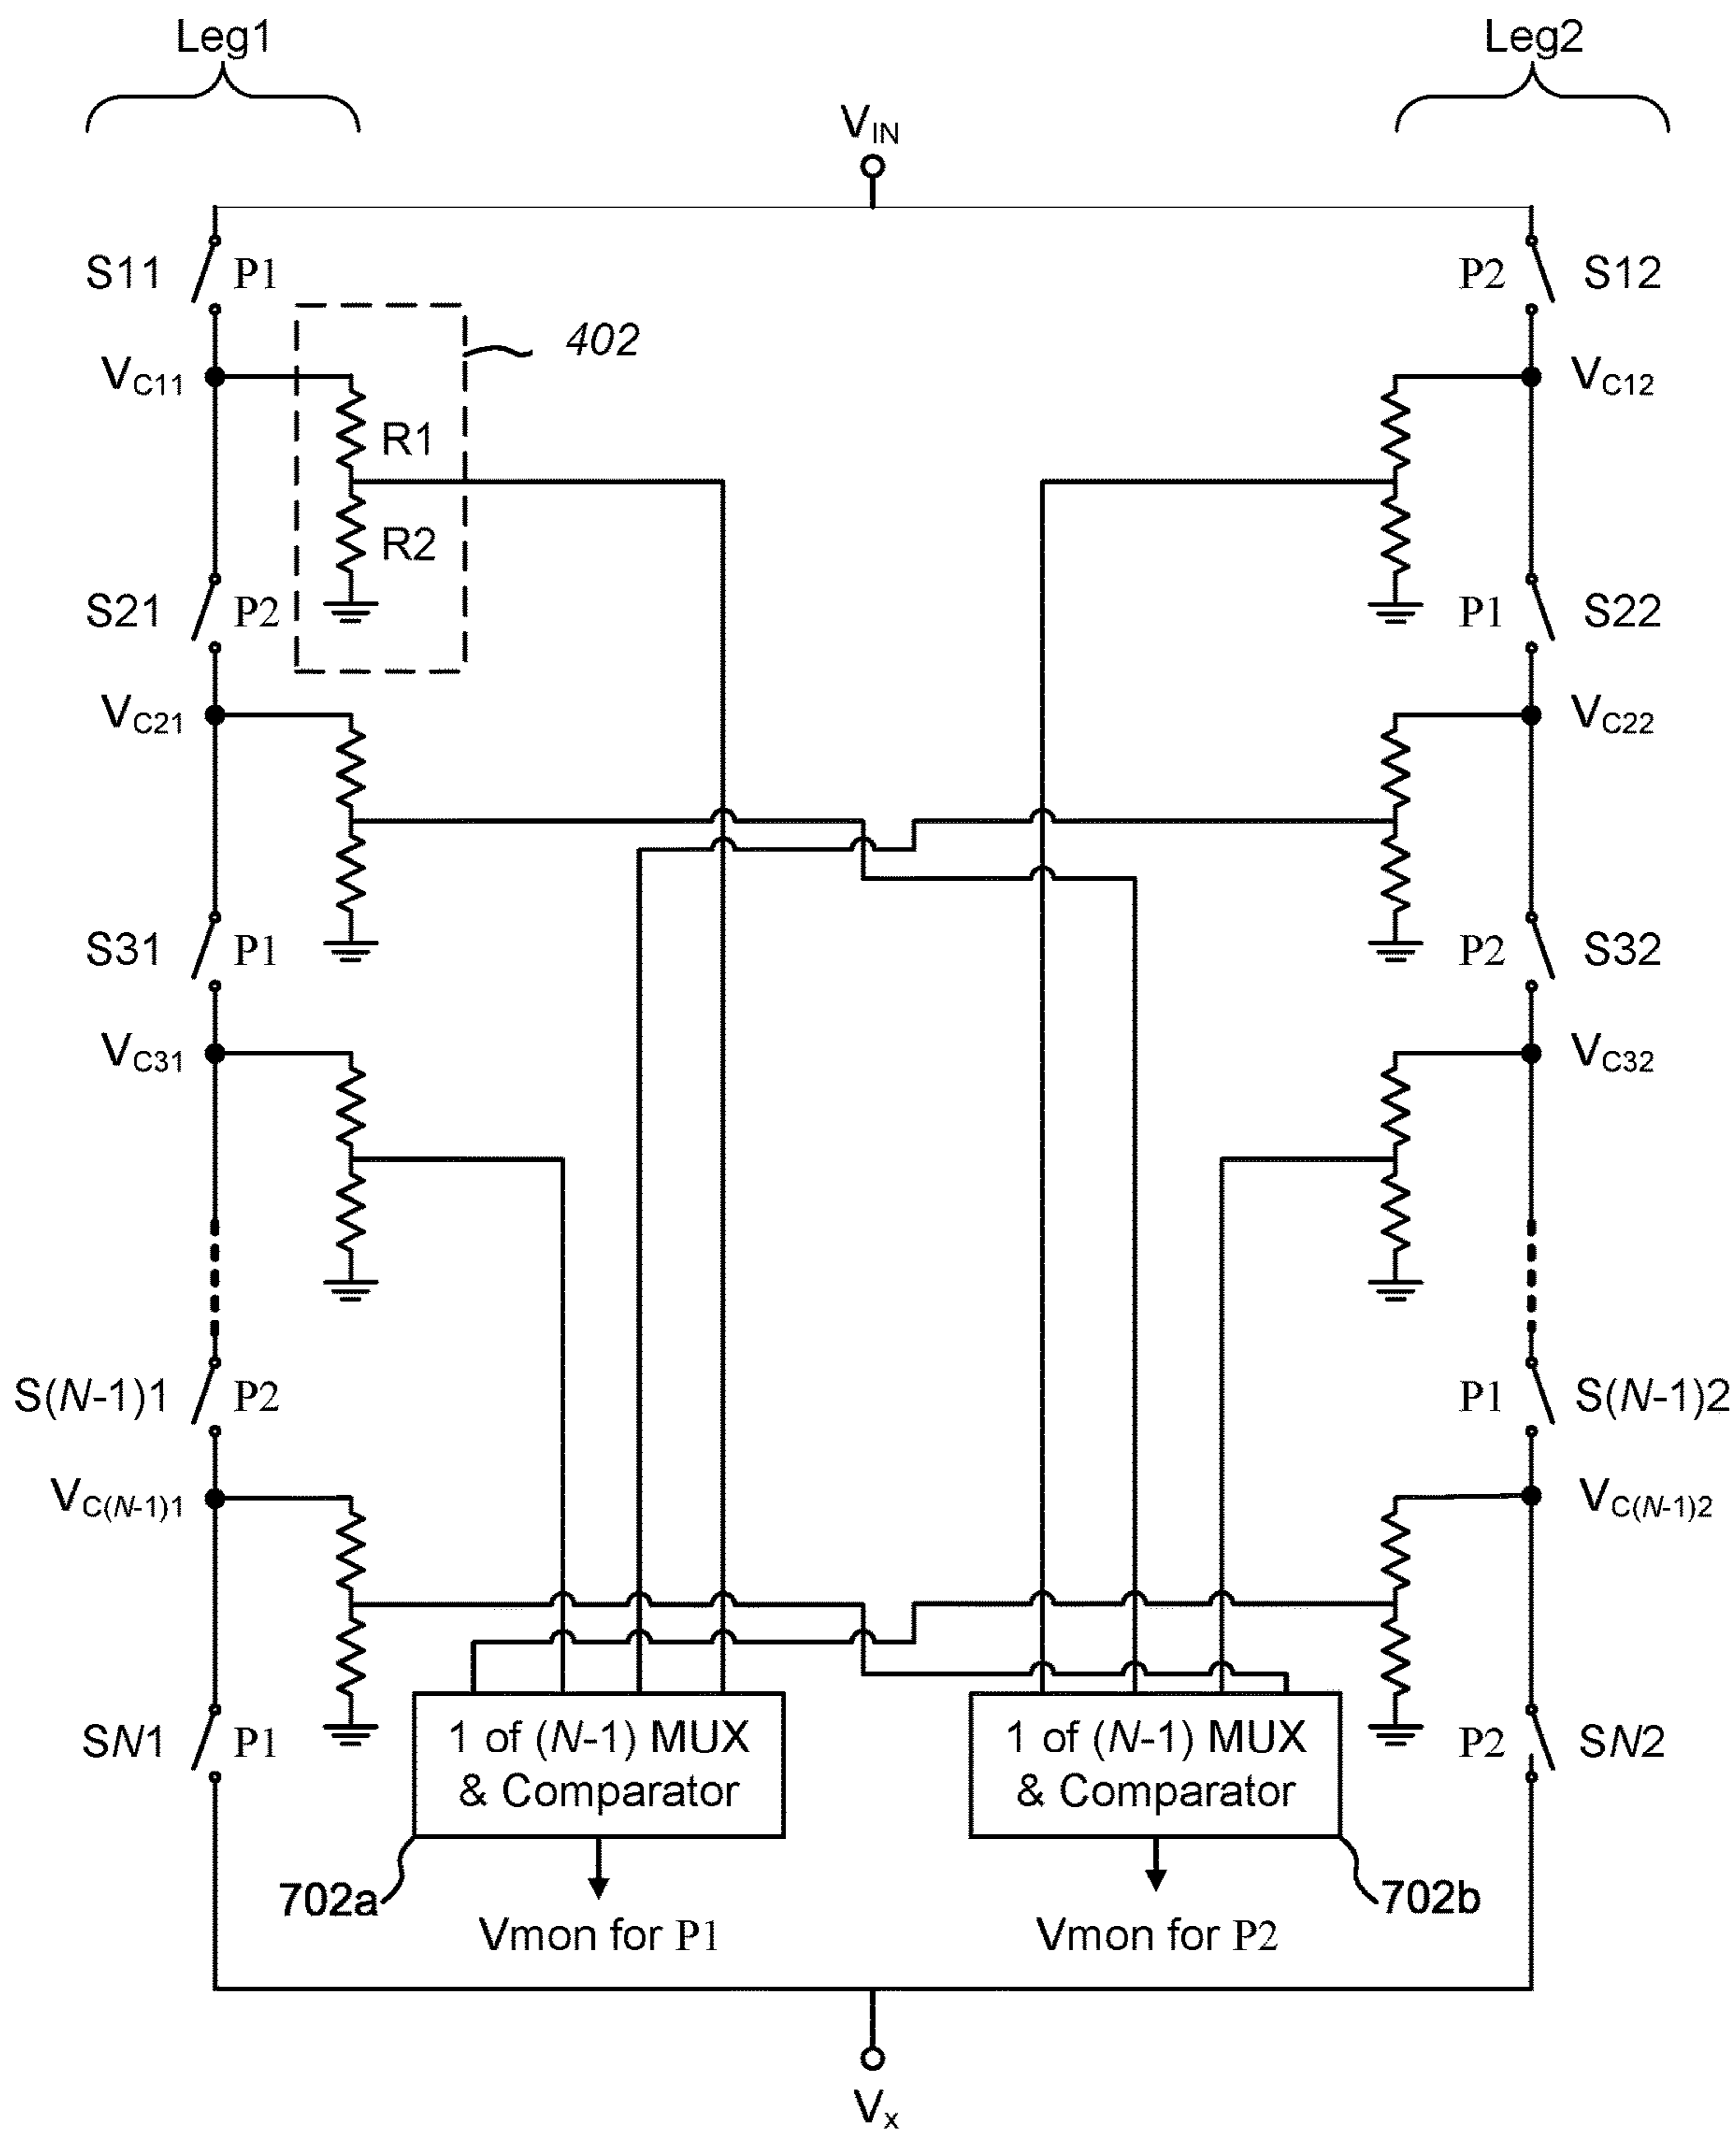 Leg1
Leg2
VIN
S11
P1
P2
S12
402
VC11
VC12
R1
R2
S21
P2
P1
S22
VC21
VC22
S31
P1
P2
S32
VC31
VC32
S(N-1)1
P2
P1
S(N-1)2
VC(N-1)1
VC(N-1)2
SN1
P1
1 of (N-1) MUX
& Comparator
1 of (N-1) MUX
& Comparator
P2
SN2
702a
702b
Vmon for P1
Vmon for P2
Vx